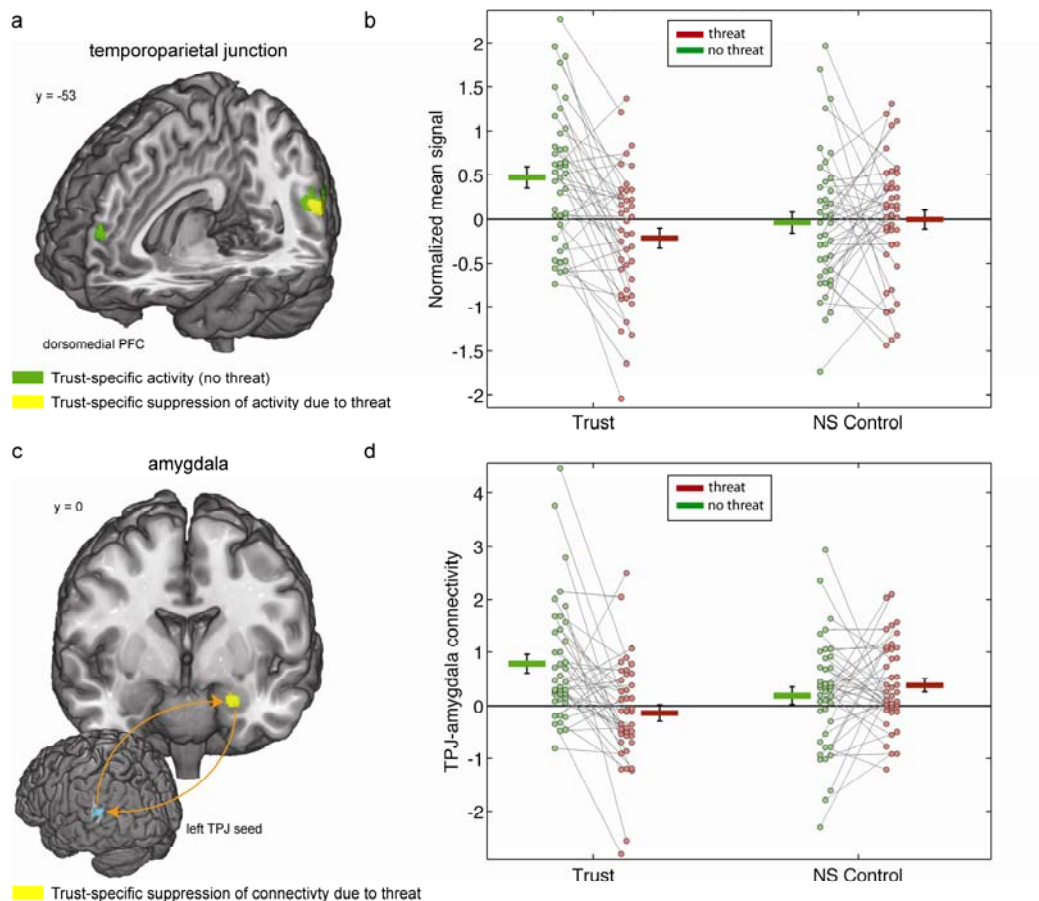 a
temporoparietal junction
y = -53
dorsomedial PFC
Trust-specific activity (no threat)
Trust-specific suppression of activity due to threat
b
threat
no threat
Normalized mean signal
2
1.5
1
0.5
0
-0.5
-1
-1.5
-2
Trust
NS Control
c
amygdala
y = 0
left TPJ seed
Trust-specific suppression of connectivty due to threat
d
threat
no threat
TPJ-amygdala connectivity
4
3
2
1
0
-1
-2
Trust
NS Control